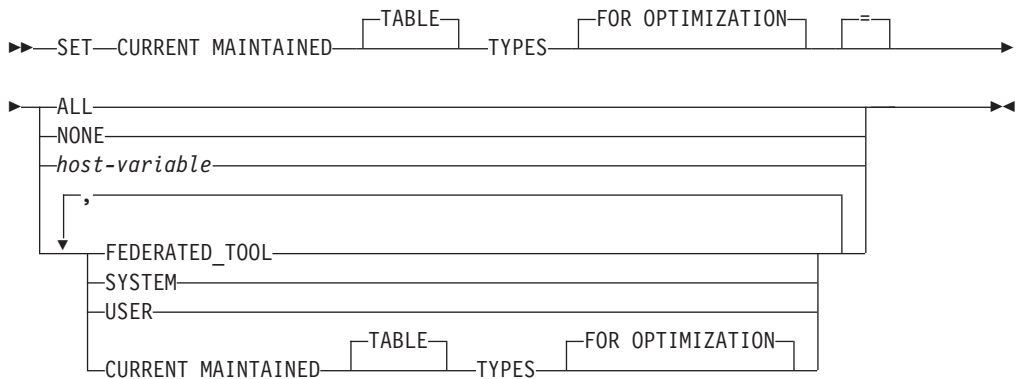 TABLE FOR OPTIMIZATION =
SET CURRENT MAINTAINED TYPES
ALL
NONE
host-variable
,
FEDERATED_TOOL
SYSTEM
USER
TABLE FOR OPTIMIZATION
CURRENT MAINTAINED TYPES